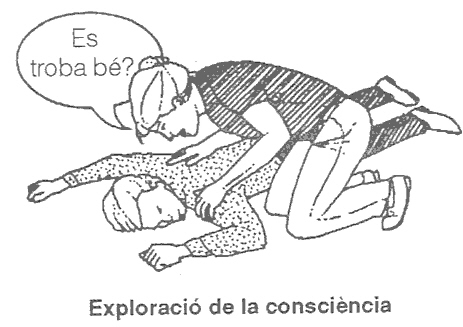 Es
troba bé?
Exploració de la consciència